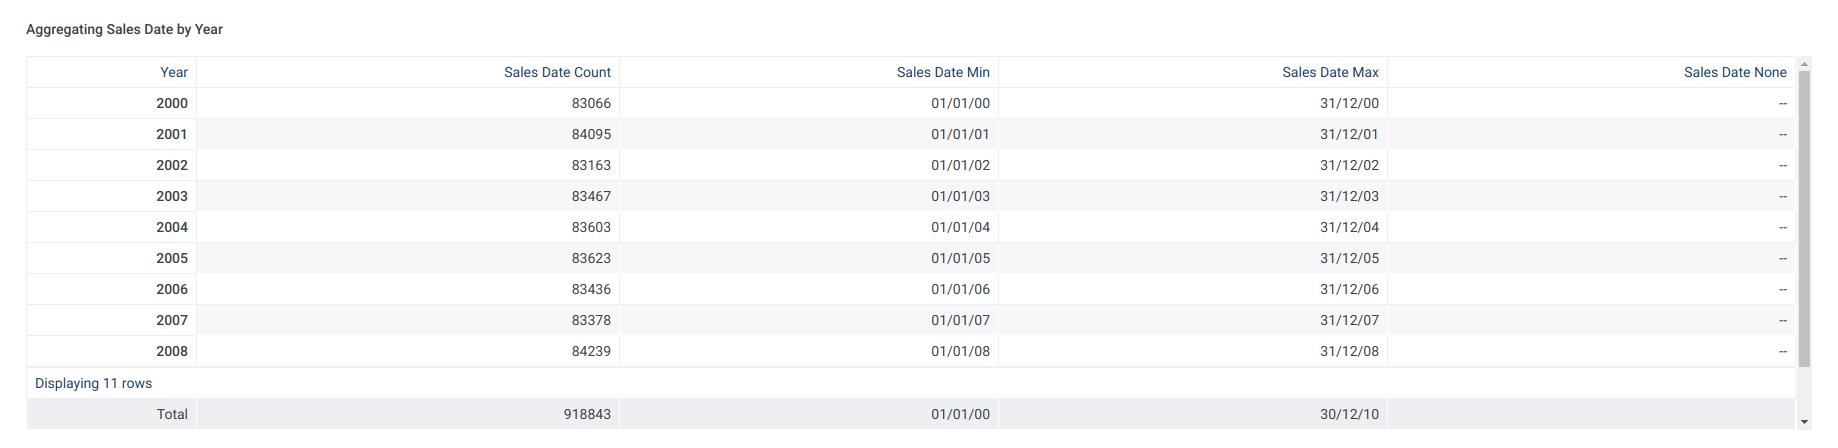 Aggregating Sales Date by Year
Year Sales Date Count Sales Date Min Sales Date Max Sales Date None
2000 83066 01/01/00 31/12/00 --
2001 84095 01/01/01 31/12/01 --
2002 83163 01/01/02 31/12/02 --
2003 83467 01/01/03 31/12/03 --
2004 83603 01/01/04 31/12/04 --
2005 83623 01/01/05 31/12/05 --
2006 83436 01/01/06 31/12/06 --
2007 83378 01/01/07 31/12/07 --
2008 84239 01/01/08 31/12/08 --
Displaying 11 rows
Total 918843 01/01/00 30/12/10